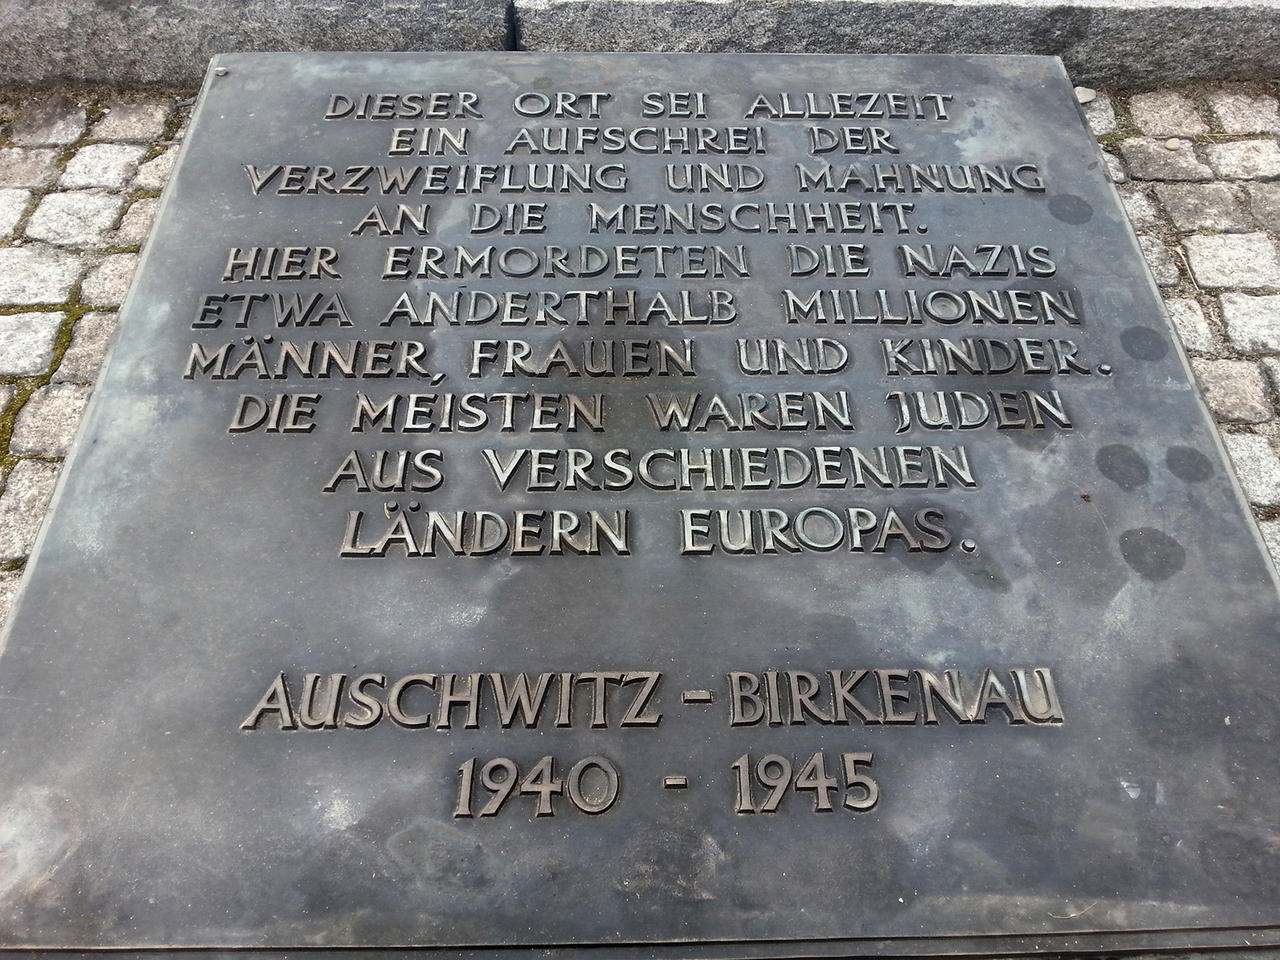 DIESER ORT SEI ALLEZEIT
EIN AUFSCHREI DER
VERZWEIFLUNG UND MAHNUNG
AN DIE MENSCHHEIT.
HIER ERMORDETEN DIE NAZIS
ETWA ANDERTHALB MILLIONEN
MÄNNER, FRAUEN UND KINDER.
DIE MEISTEN WAREN JUDEN
AUS VERSCHIEDENEN
LÄNDERN EUROPAS.
AUSCHWITZ - BIRKENAU
1940 - 1945